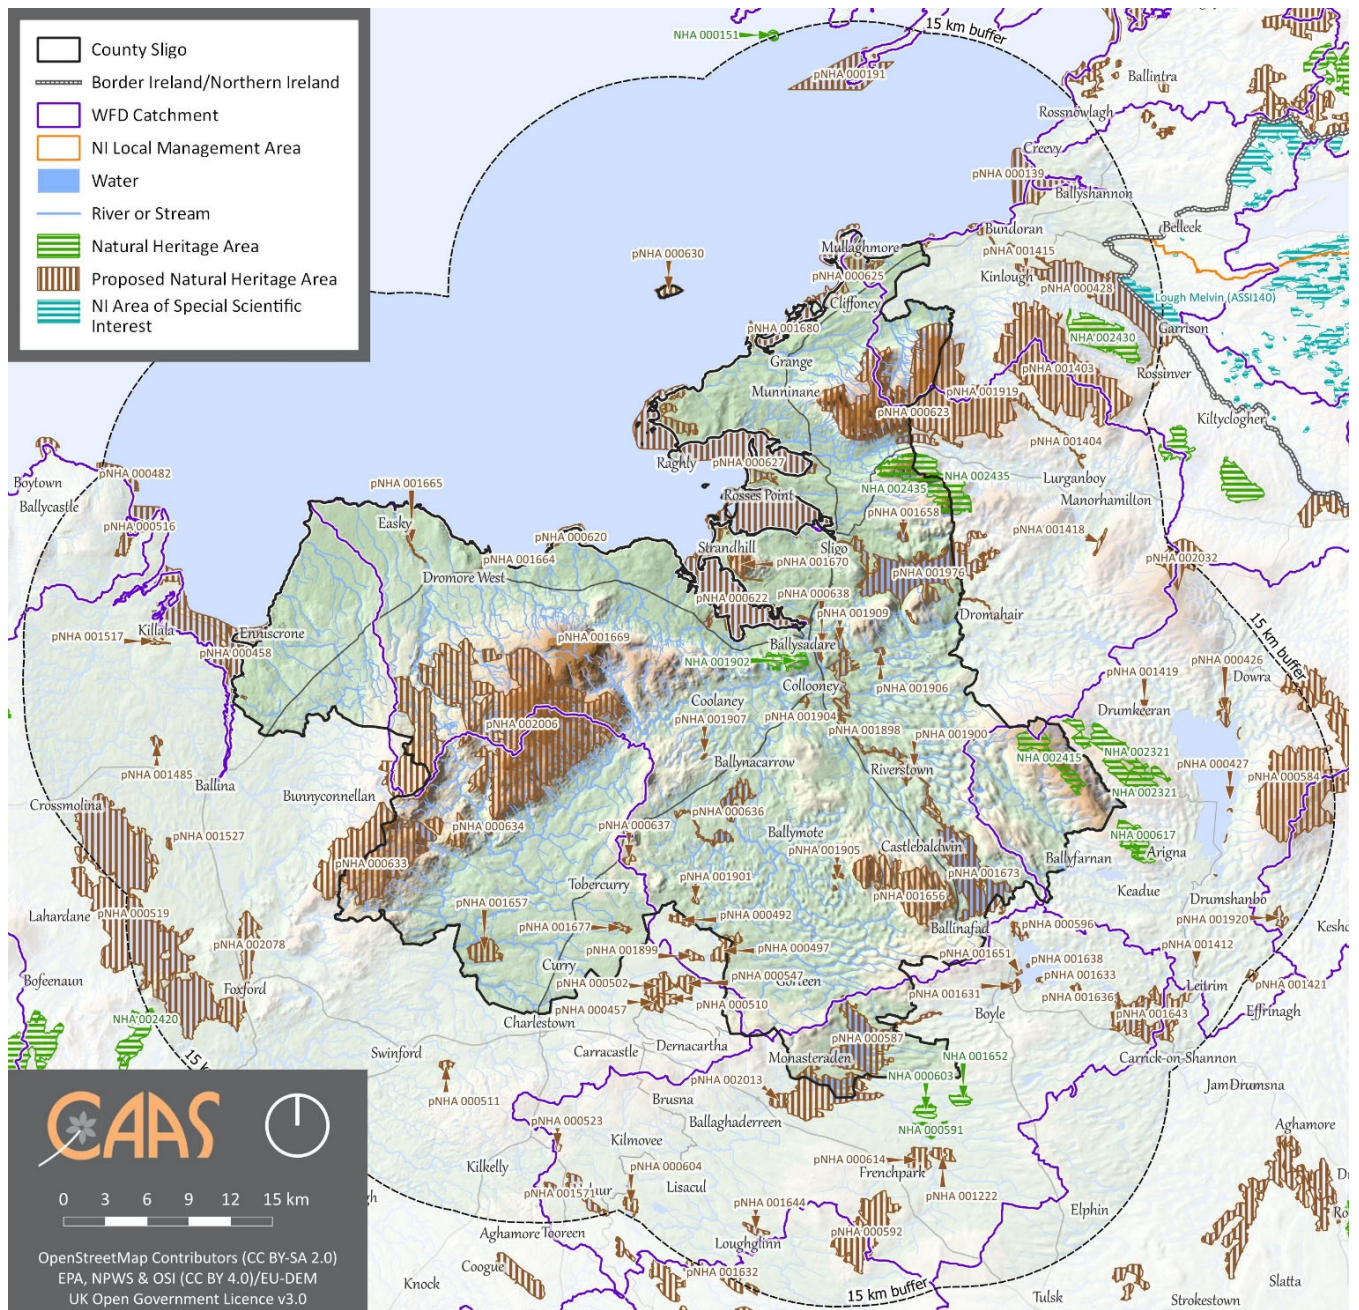 County Sligo
Border Ireland/Northern Ireland
WFD Catchment
NI Local Management Area
Water
River or Stream
Natural Heritage Area
Proposed Natural Heritage Area
NI Area of Special Scientific
Interest
NHA 000151
15 km buffer
pNHA 000191
Ballintra
Rossnowlagh
Creevy
pNHA 000139
Ballyshannon
Belleek
Bundoran
pNHA 001415
Mullaghmore
pNHA 000630
pNHA 000625
Kinlough
pNHA 000428
Cliffoney
Lough Melvin (ASSI140)
pNHA 001680
Garrison
NHA 002430
Grange
pNHA 001403
Rossinver
Munninane
pNHA 001919
pNHA 000623
Kiltyclogher
pNHA 001404
Raghly
pNHA 000627
pNHA 000482
Boytown
Ballycastle
pNHA 001665
NHA 002435
NHA 002435
Lurganboy
Manorhamilton
Rosses Point
pNHA 001658
pNHA 000516
Easky
pNHA 000620
pNHA 001418
Strandhill
Sligo
pNHA 001664
pNHA 001670
pNHA 002032
Dromore West
pNHA 001976
pNHA 000622
pNHA 000638
pNHA 001909
Dromahair
pNHA 001517
Killala
Enniscrone
pNHA 001669
Ballysadare
pNHA 000458
NHA 001902
15 km buffer
pNHA 001419
pNHA 000426
Dowra
Collooney
pNHA 001906
Coolaney
Drumkeeran
pNHA 002006
pNHA 001907
pNHA 001904
pNHA 001898
pNHA 001900
NHA 002321
NHA 002415
pNHA 001485
Ballynacarrow
Riverstown
pNHA 000427
pNHA 000584
Ballina
NHA 002321
Bunnyconnellan
Crossmolina
pNHA 000636
pNHA 000634
pNHA 000637
Ballymote
NHA 000617
pNHA 001527
Castlebaldwin
pNHA 001905
Arigna
pNHA 000633
Ballyfarnan
pNHA 001901
pNHA 001673
Tobercurry
Keadue
pNHA 001657
pNHA 001656
Drumshanbo
Lahardane
pNHA 000519
pNHA 000492
pNHA 001920
pNHA 001677
Ballinafad
pNHA 000596
pNHA 002078
pNHA 001899
pNHA 000497
pNHA 001651
pNHA 001412
pNHA 001638
Curry
pNHA 000547
pNHA 001633
Bofeenaun
pNHA 000502
Gorteen
pNHA 001631
Leitrim
pNHA 001421
Foxford
pNHA 000510
pNHA 001636
pNHA 000457
Effrinagh
NHA 002420
Charlestown
Boyle
pNHA 001643
pNHA 000587
Dernacartha
Swinford
Carracastle
Monasteraden
NHA 001652
Carrick-on-Shannon
NHA 000603
pNHA 002013
JamDrumsna
pNHA 000511
Brusna
Ballaghaderreen
pNHA 000523
NHA 000591
Aghamore
Kilmovee
pNHA 000614
Kilkelly
pNHA 000604
Frenchpark
Lisacul
pNHA 001571
pNHA 001222
pNHA 001644
Elphin
Aghamore
Tooreen
pNHA 000592
Loughglinn
Coogue
pNHA 001632
Knock
15 km buffer
Tulsk
Slatta
Strokestown
CAAS
0 3 6 9 12 15 km
OpenStreetMap Contributors (CC BY-SA 2.0)
EPA, NPWS & OSI (CC BY 4.0)/EU-DEM
UK Open Government Licence v3.0